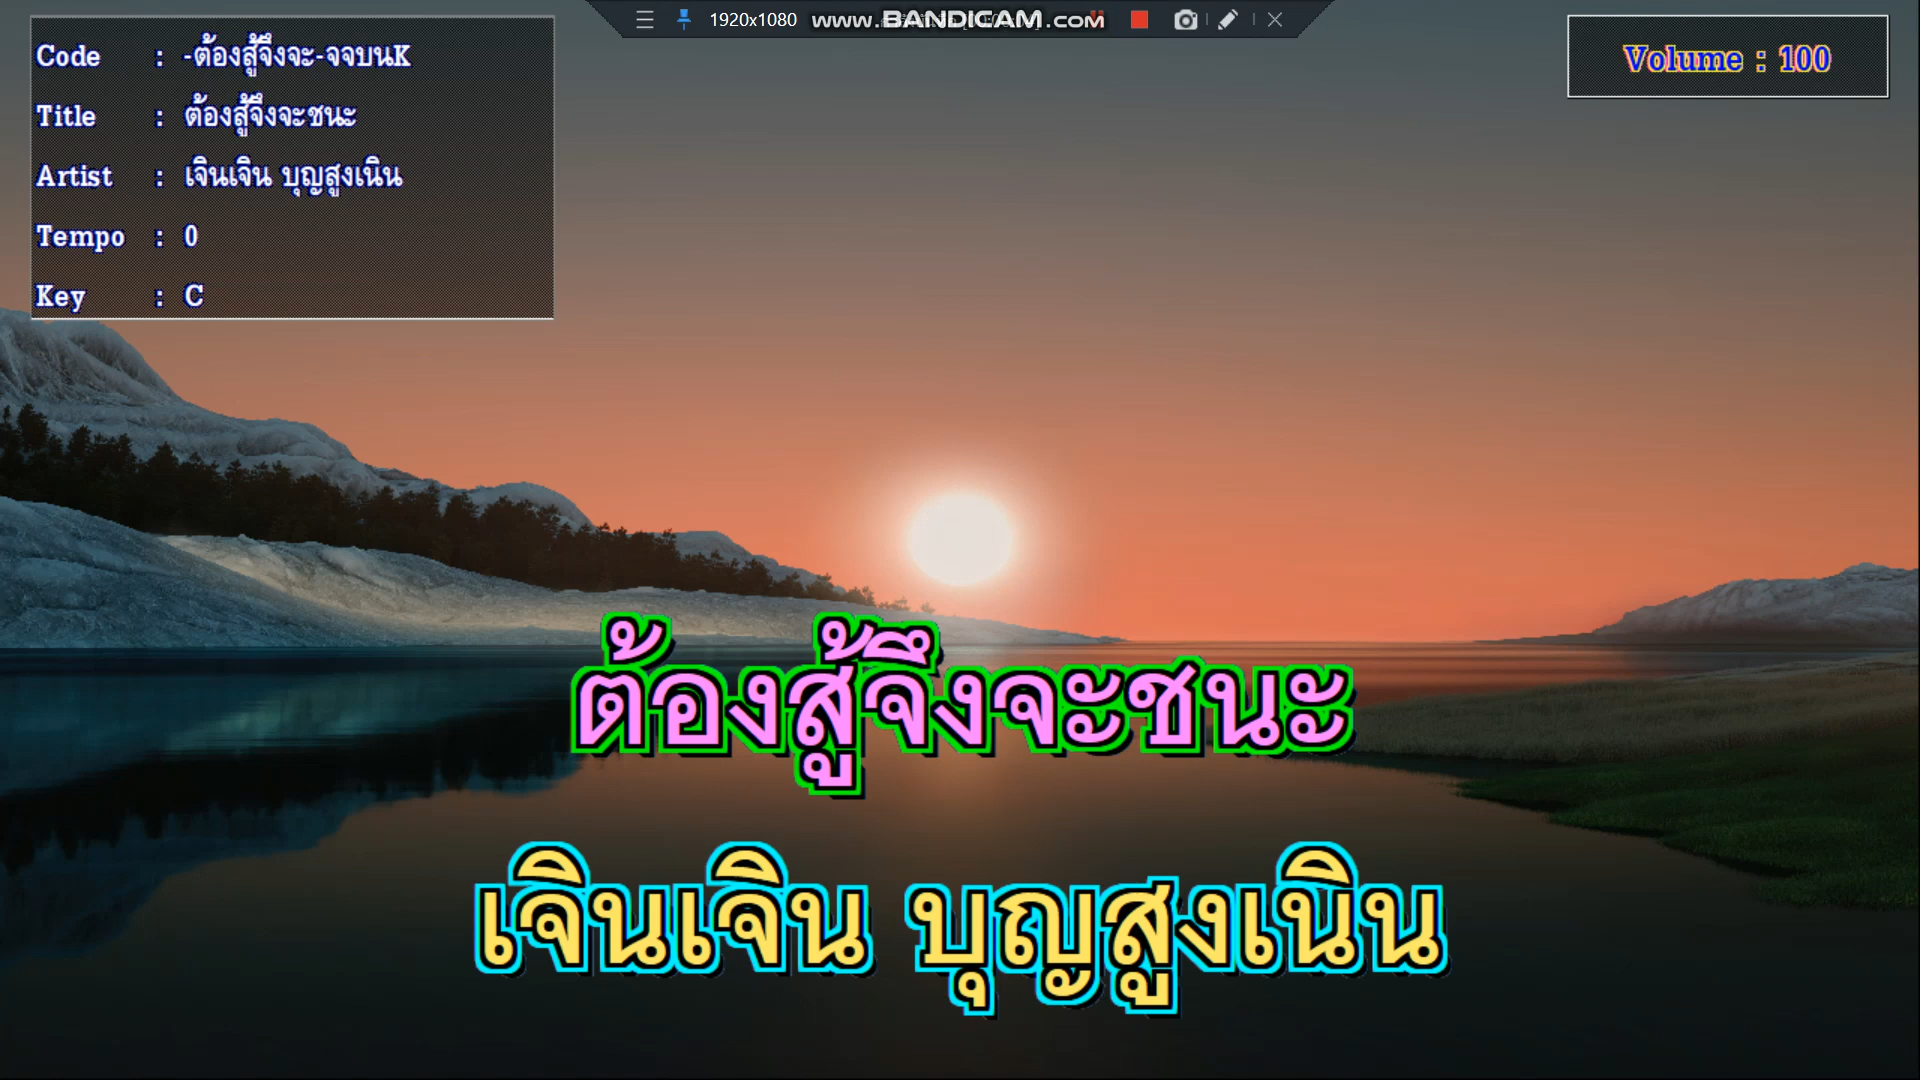 1920x1080 www.BANDICAM.com
Code : -ต้องสู้จึงจะ-จจบนK
Title : ต้องสู้จึงจะชนะ
Artist : เจินเจิน บุญสูงเนิน
Tempo : 0
Key : C
Volume : 100
ต้องสู้จึงจะชนะ
เจินเจิน บุญสูงเนิน